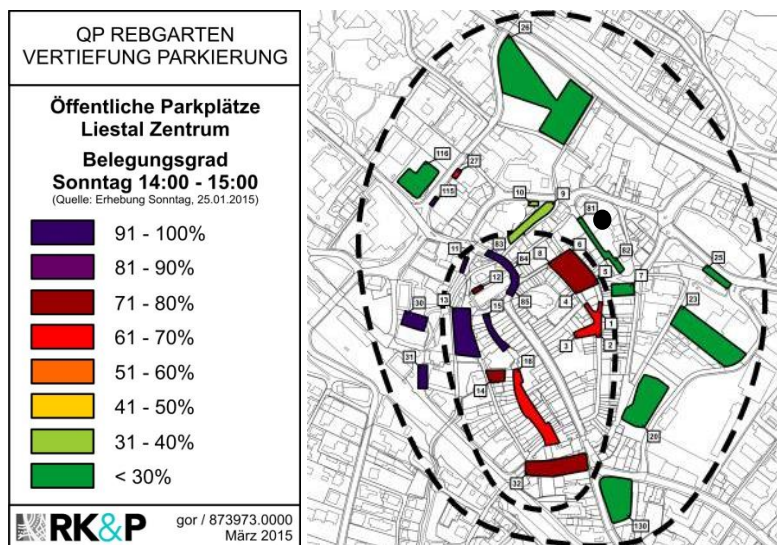 QP REBGARTEN
VERTIEFUNG PARKIERUNG
Öffentliche Parkplätze
Liestal Zentrum
Belegungsgrad
Sonntag 14:00 - 15:00
(Quelle: Erhebung Sonntag, 25.01.2015)
91 - 100%
81 - 90%
71 - 80%
61 - 70%
51 - 60%
41 - 50%
31 - 40%
< 30%
RK&P
gor / 873973.0000
März 2015
26
116
27
115
10
9
81
83
11
84
8
6
82
5
7
25
12
85
4
23
30
13
15
1
3
2
31
18
14
20
32
130